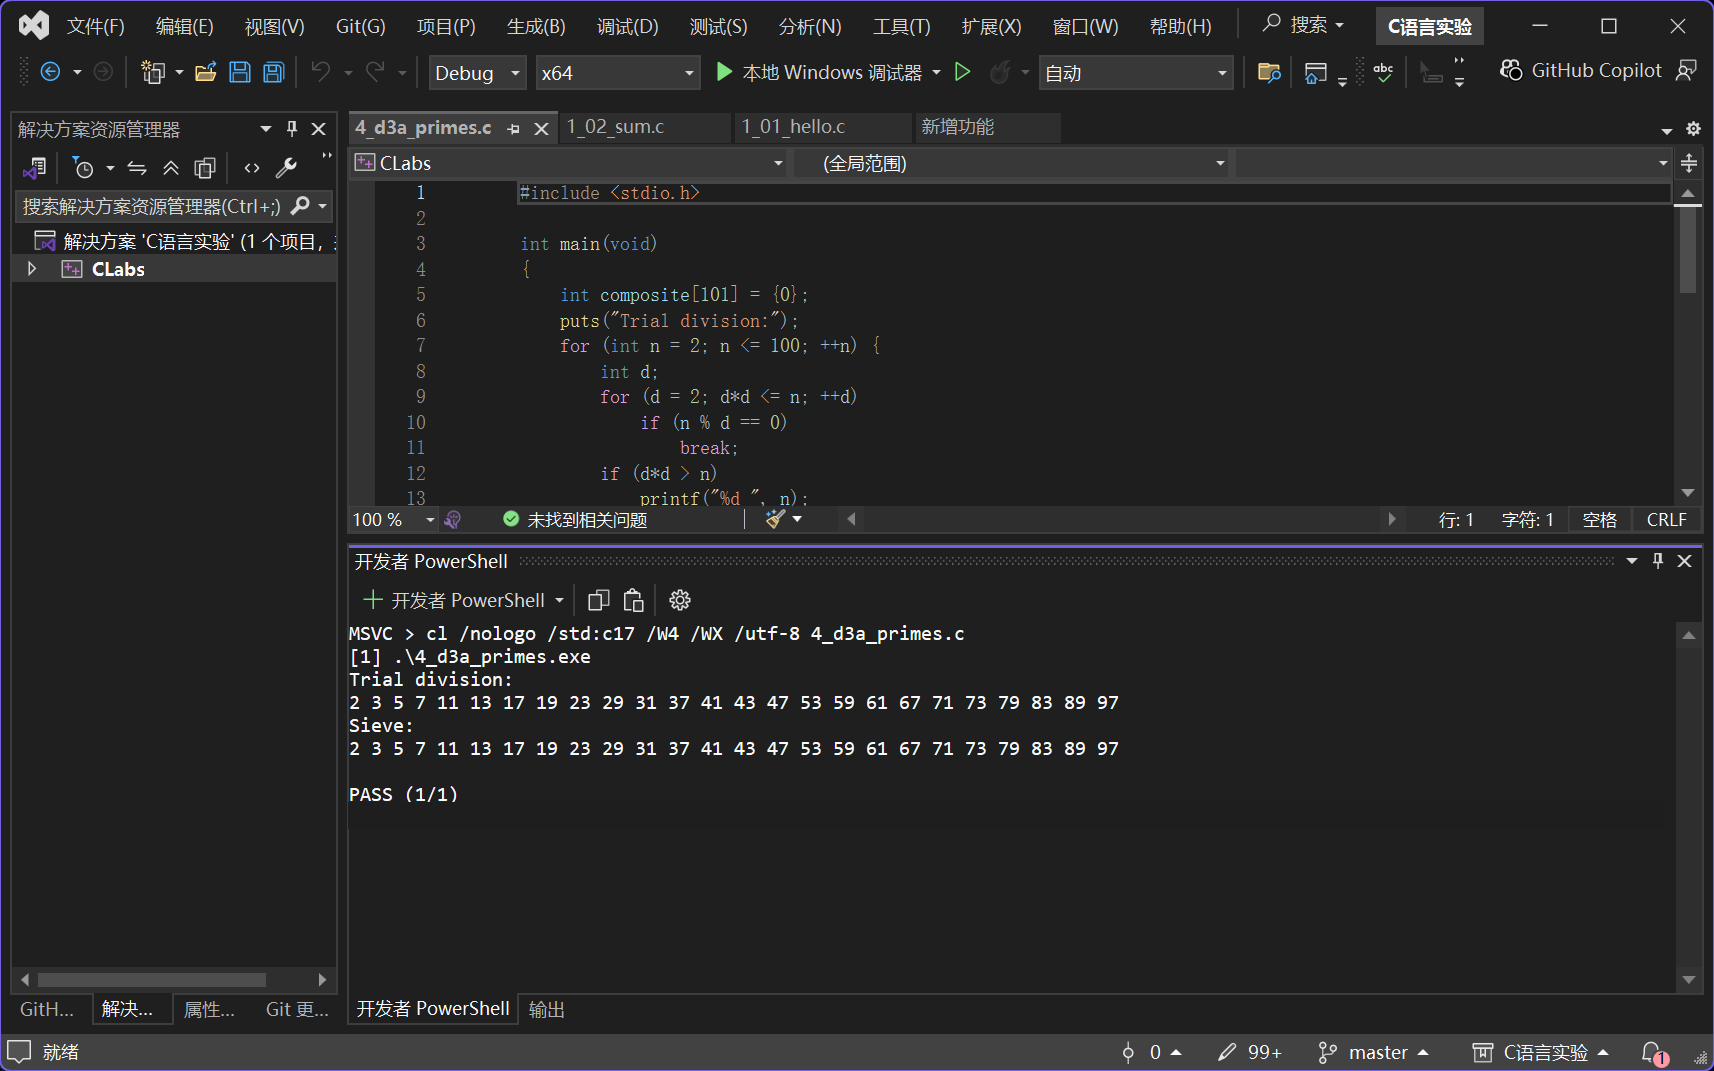 文件(F) 编辑(E) 视图(V) Git(G) 项目(P) 生成(B) 调试(D) 测试(S) 分析(N) 工具(T) 扩展(X) 窗口(W) 帮助(H) 搜索 C语言实验
Debug x64 本地 Windows 调试器 自动 abc GitHub Copilot
解决方案资源管理器
搜索解决方案资源管理器(Ctrl+;)
解决方案 'C语言实验' (1 个项目,
CLabs
4_d3a_primes.c 1_02_sum.c 1_01_hello.c 新增功能
CLabs (全局范围)
1 #include <stdio.h>
2
3 int main(void)
4 {
5 int composite[101] = {0};
6 puts("Trial division:");
7 for (int n = 2; n <= 100; ++n) {
8 int d;
9 for (d = 2; d*d <= n; ++d)
10 if (n % d == 0)
11 break;
12 if (d*d > n)
13 printf("%d ", n);
100 % 未找到相关问题 行: 1 字符: 1 空格 CRLF
开发者 PowerShell
开发者 PowerShell
MSVC > cl /nologo /std:c17 /W4 /WX /utf-8 4_d3a_primes.c
[1] .\4_d3a_primes.exe
Trial division:
2 3 5 7 11 13 17 19 23 29 31 37 41 43 47 53 59 61 67 71 73 79 83 89 97
Sieve:
2 3 5 7 11 13 17 19 23 29 31 37 41 43 47 53 59 61 67 71 73 79 83 89 97
PASS (1/1)
GitH... 解决... 属性... Git 更... 开发者 PowerShell 输出
就绪 0 99+ master C语言实验 1